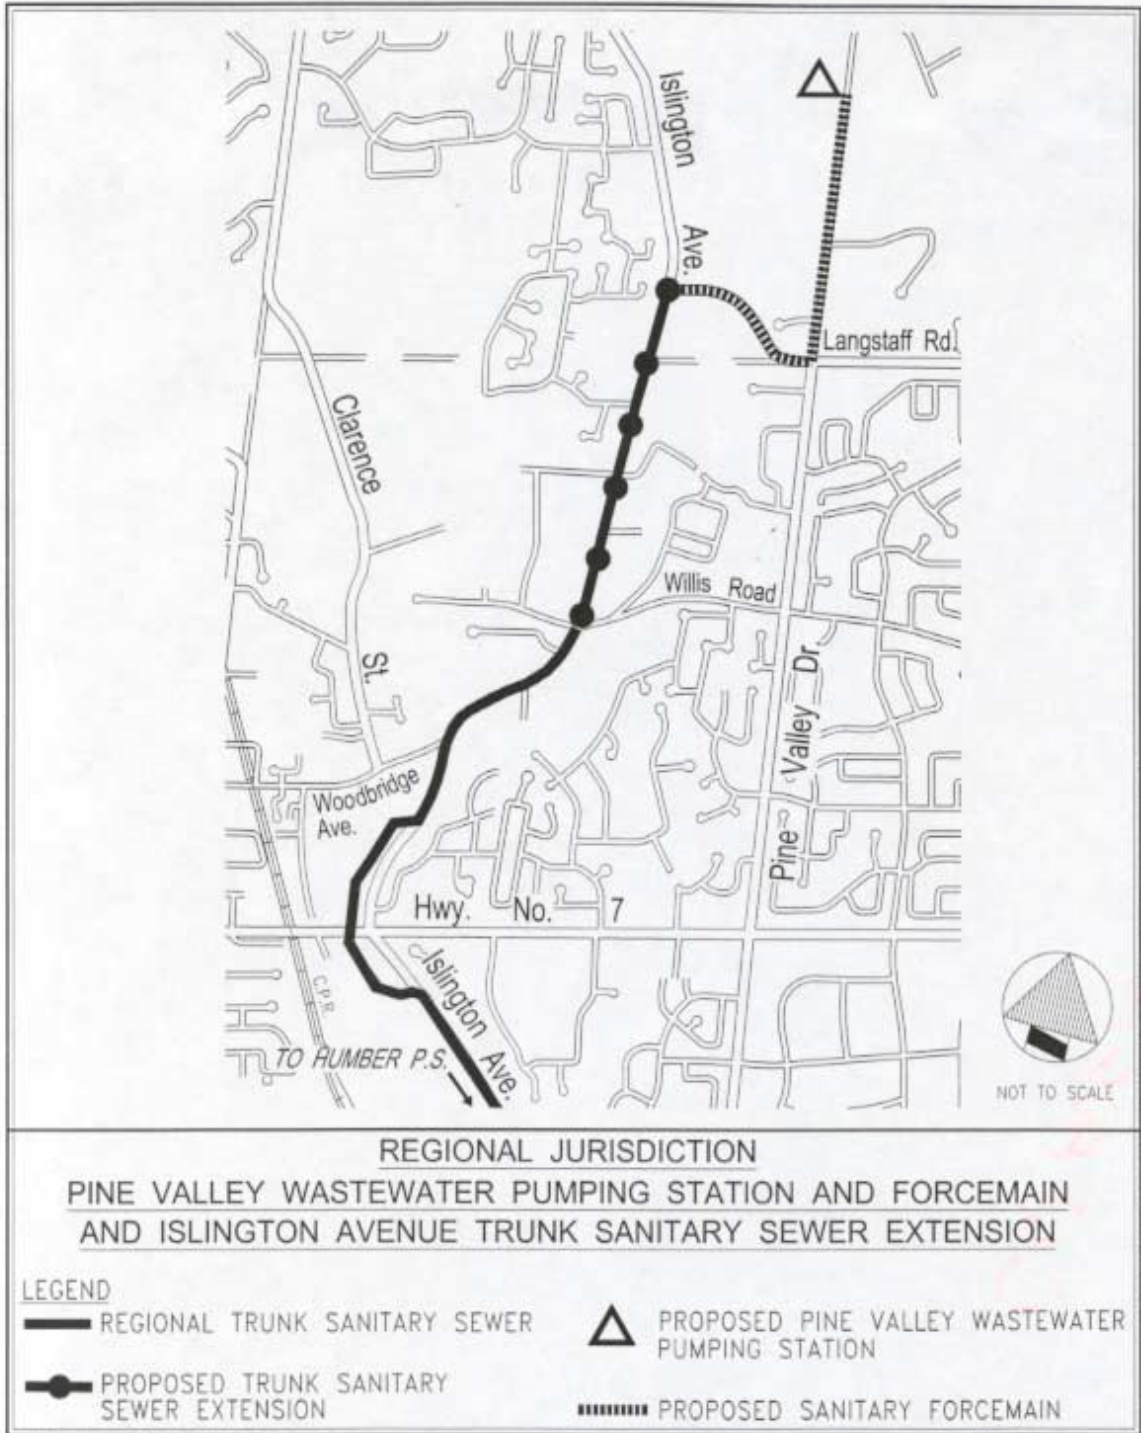 Islington
Ave.
Langstaff Rd.
Clarence
St.
Willis Road
Pine Valley Dr.
Woodbridge
Ave.
Hwy. No. 7
C.P.R.
Islington Ave.
TO HUMBER P.S.
NOT TO SCALE
REGIONAL JURISDICTION
PINE VALLEY WASTEWATER PUMPING STATION AND FORCEMAIN
AND ISLINGTON AVENUE TRUNK SANITARY SEWER EXTENSION
LEGEND
REGIONAL TRUNK SANITARY SEWER
PROPOSED TRUNK SANITARY
SEWER EXTENSION
PROPOSED PINE VALLEY WASTEWATER
PUMPING STATION
PROPOSED SANITARY FORCEMAIN